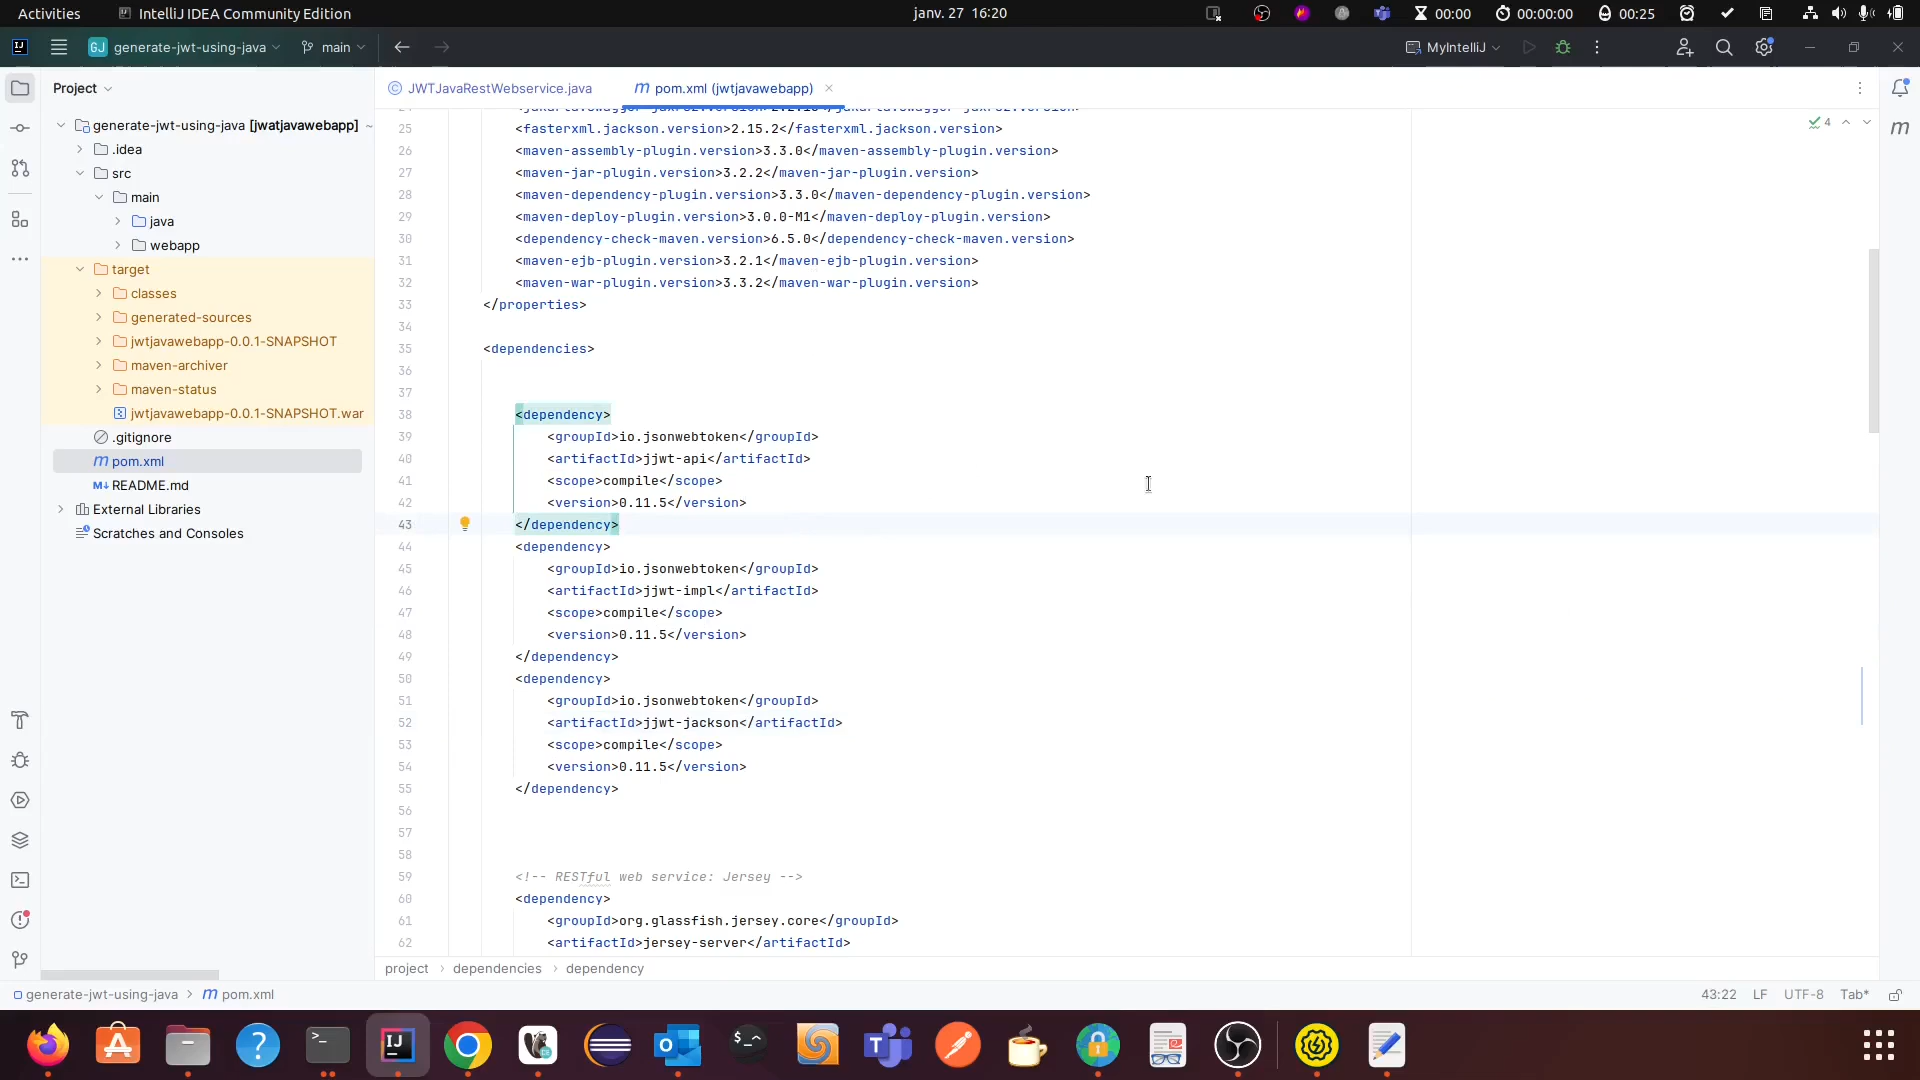 Activities IntelliJ IDEA Community Edition janv. 27 16:20 00:00 00:00:00 00:25
GJ generate-jwt-using-java main MyIntelliJ
Project JWTJavaRestWebservice.java pom.xml (jwtjavawebapp)
generate-jwt-using-java [jwatjavawebapp] ~
.idea
src
main
java
webapp
target
classes
generated-sources
jwtjavawebapp-0.0.1-SNAPSHOT
maven-archiver
maven-status
jwtjavawebapp-0.0.1-SNAPSHOT.war
.gitignore
pom.xml
README.md
External Libraries
Scratches and Consoles
4
25 <fasterxml.jackson.version>2.15.2</fasterxml.jackson.version>
26 <maven-assembly-plugin.version>3.3.0</maven-assembly-plugin.version>
27 <maven-jar-plugin.version>3.2.2</maven-jar-plugin.version>
28 <maven-dependency-plugin.version>3.3.0</maven-dependency-plugin.version>
29 <maven-deploy-plugin.version>3.0.0-M1</maven-deploy-plugin.version>
30 <dependency-check-maven.version>6.5.0</dependency-check-maven.version>
31 <maven-ejb-plugin.version>3.2.1</maven-ejb-plugin.version>
32 <maven-war-plugin.version>3.3.2</maven-war-plugin.version>
33 </properties>
34
35 <dependencies>
36
37
38 <dependency>
39 <groupId>io.jsonwebtoken</groupId>
40 <artifactId>jjwt-api</artifactId>
41 <scope>compile</scope>
42 <version>0.11.5</version>
43 </dependency>
44 <dependency>
45 <groupId>io.jsonwebtoken</groupId>
46 <artifactId>jjwt-impl</artifactId>
47 <scope>compile</scope>
48 <version>0.11.5</version>
49 </dependency>
50 <dependency>
51 <groupId>io.jsonwebtoken</groupId>
52 <artifactId>jjwt-jackson</artifactId>
53 <scope>compile</scope>
54 <version>0.11.5</version>
55 </dependency>
56
57
58
59 <!-- RESTful web service: Jersey -->
60 <dependency>
61 <groupId>org.glassfish.jersey.core</groupId>
62 <artifactId>jersey-server</artifactId>
project > dependencies > dependency
generate-jwt-using-java > pom.xml 43:22 LF UTF-8 Tab*